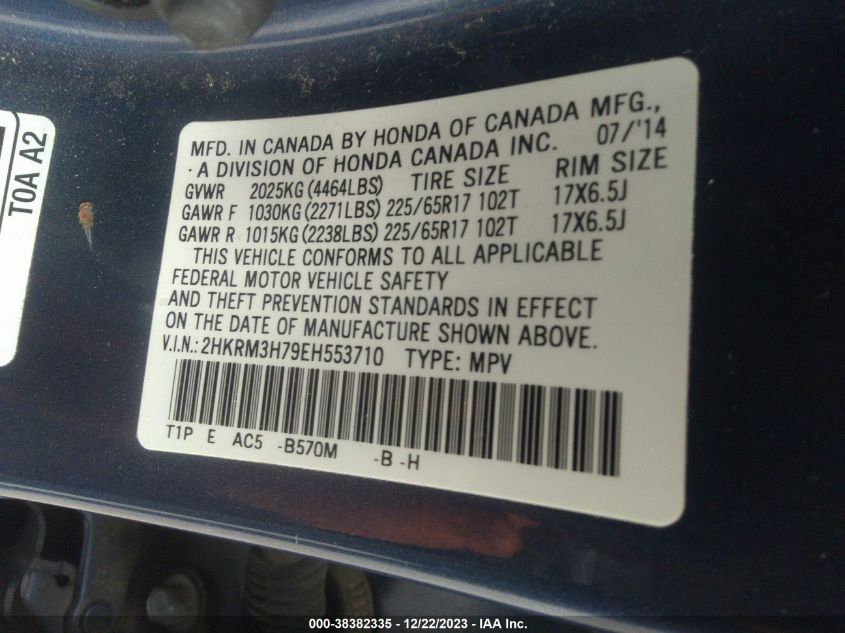 TOA A2
MFD. IN CANADA BY HONDA OF CANADA MFG.,
· A DIVISION OF HONDA CANADA INC. 07/'14
GVWR 2025KG (4464LBS) TIRE SIZE RIM SIZE
GAWR F 1030KG (2271LBS) 225/65R17 102T 17X6.5J
GAWR R 1015KG (2238LBS) 225/65R17 102T 17X6.5J
THIS VEHICLE CONFORMS TO ALL APPLICABLE
FEDERAL MOTOR VEHICLE SAFETY
AND THEFT PREVENTION STANDARDS IN EFFECT
ON THE DATE OF MANUFACTURE SHOWN ABOVE.
V.I.N.: 2HKRM3H79EH553710 TYPE: MPV
T1P E AC5 -B570M -B -H
000-38382335 - 12/22/2023 - IAA Inc.